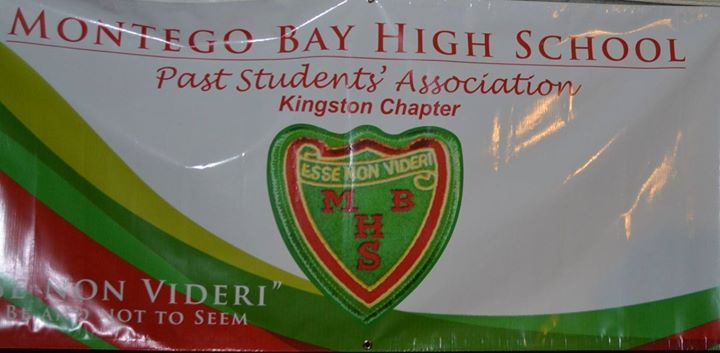 MONTEGO BAY HIGH SCHOOL
Past Students' Association
Kingston Chapter
ESSE NON VIDERI
M B
H
S
SE NON VIDERI"
BE AND NOT TO SEEM